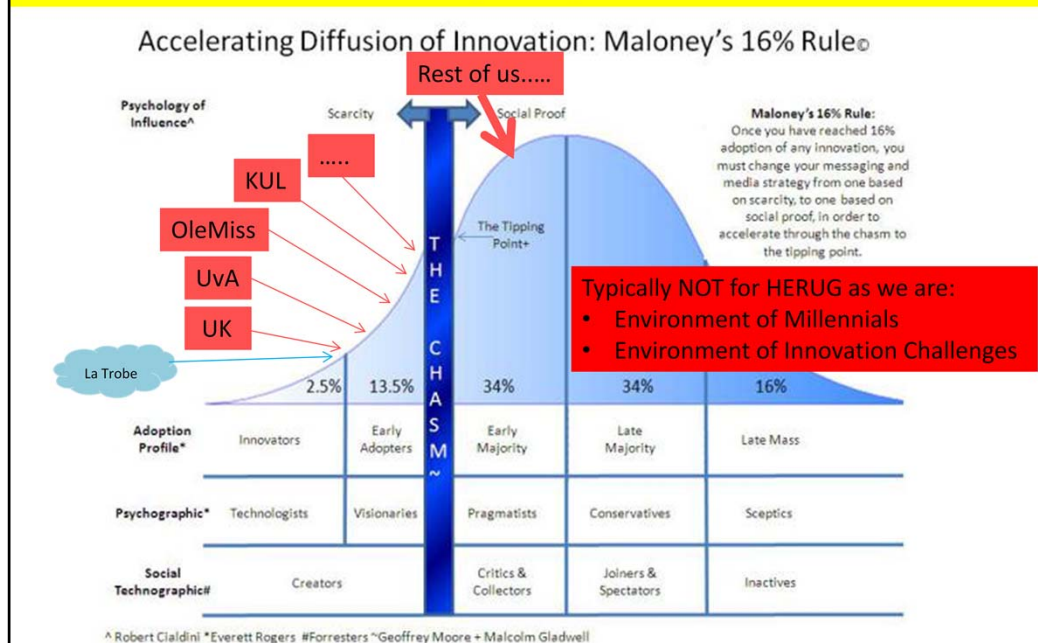 Accelerating Diffusion of Innovation: Maloney's 16% Rule©
Rest of us.....
Psychology of
Influence^
Scarcity
Social Proof
Maloney's 16% Rule:
Once you have reached 16%
adoption of any innovation, you
must change your messaging and
media strategy from one based
on scarcity, to one based on
social proof, in order to
accelerate through the chasm to
the tipping point.
.....
KUL
OleMiss
UvA
UK
La Trobe
THE CHASM~
The Tipping
Point+
Typically NOT for HERUG as we are:
• Environment of Millennials
• Environment of Innovation Challenges
2.5%
13.5%
34%
34%
16%
Adoption
Profile*
Innovators
Early
Adopters
Early
Majority
Late
Majority
Late Mass
Psychographic*
Technologists
Visionaries
Pragmatists
Conservatives
Sceptics
Social
Technographic#
Creators
Critics &
Collectors
Joiners &
Spectators
Inactives
^ Robert Cialdini *Everett Rogers #Forresters ~Geoffrey Moore + Malcolm Gladwell